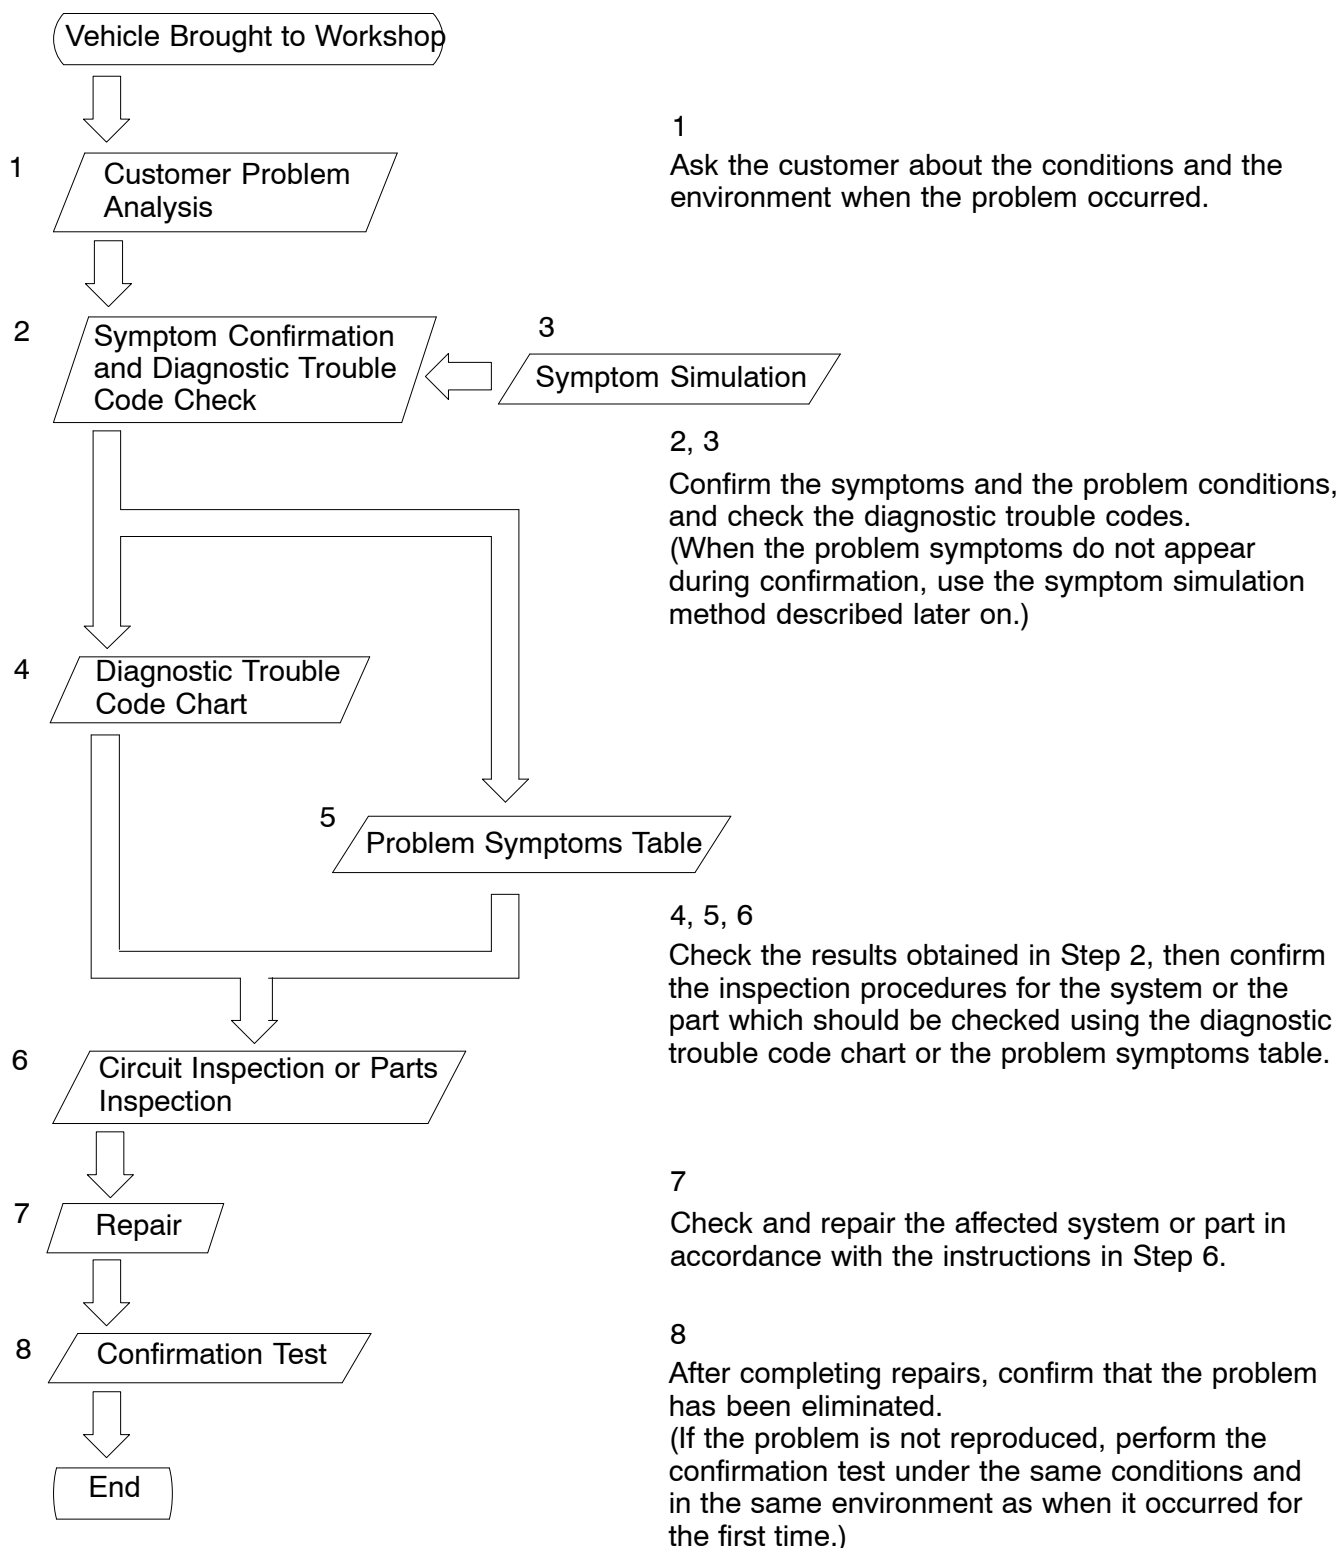 Vehicle Brought to Workshop
1
Customer Problem
Analysis
1
Ask the customer about the conditions and the
environment when the problem occurred.
2
Symptom Confirmation
and Diagnostic Trouble
Code Check
3
Symptom Simulation
2, 3
Confirm the symptoms and the problem conditions,
and check the diagnostic trouble codes.
(When the problem symptoms do not appear
during confirmation, use the symptom simulation
method described later on.)
4
Diagnostic Trouble
Code Chart
5
Problem Symptoms Table
4, 5, 6
Check the results obtained in Step 2, then confirm
the inspection procedures for the system or the
part which should be checked using the diagnostic
trouble code chart or the problem symptoms table.
6
Circuit Inspection or Parts
Inspection
7
Repair
7
Check and repair the affected system or part in
accordance with the instructions in Step 6.
8
Confirmation Test
8
After completing repairs, confirm that the problem
has been eliminated.
(If the problem is not reproduced, perform the
confirmation test under the same conditions and
in the same environment as when it occurred for
the first time.)
End